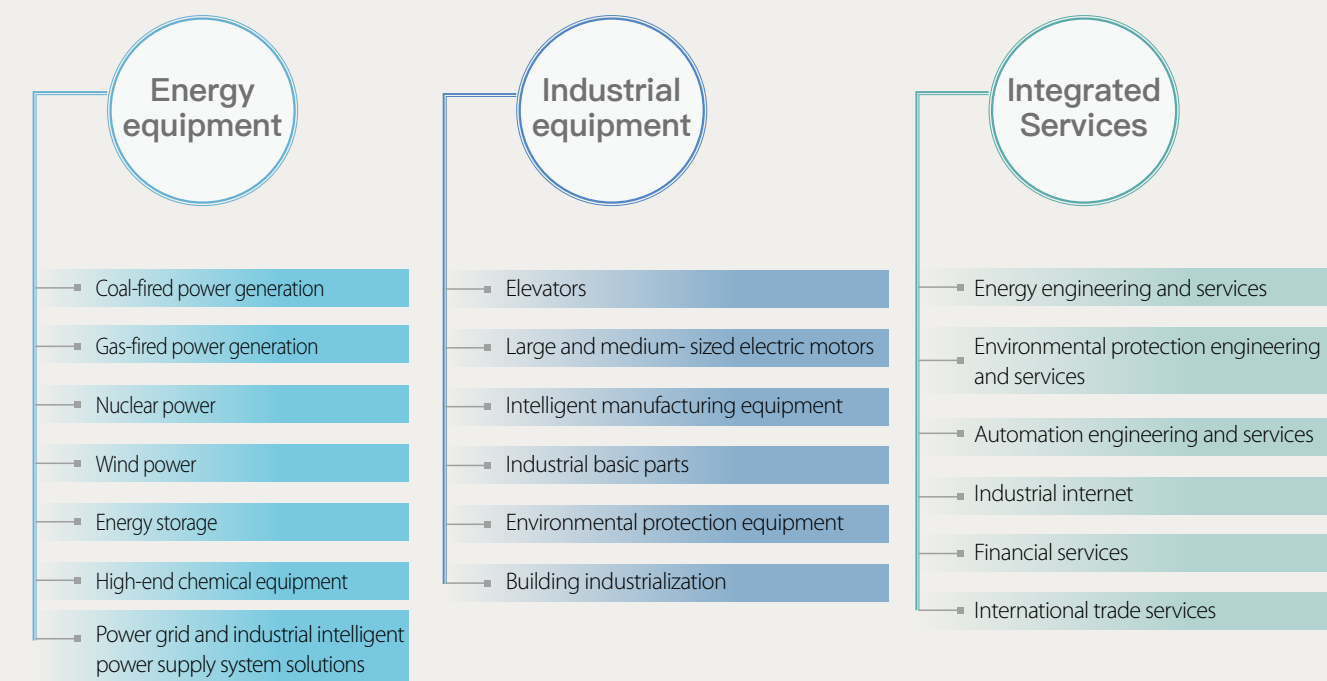 Energy
equipment
Coal-fired power generation
Gas-fired power generation
Nuclear power
Wind power
Energy storage
High-end chemical equipment
Power grid and industrial intelligent
power supply system solutions
Industrial
equipment
Elevators
Large and medium- sized electric motors
Intelligent manufacturing equipment
Industrial basic parts
Environmental protection equipment
Building industrialization
Integrated
Services
Energy engineering and services
Environmental protection engineering
and services
Automation engineering and services
Industrial internet
Financial services
International trade services